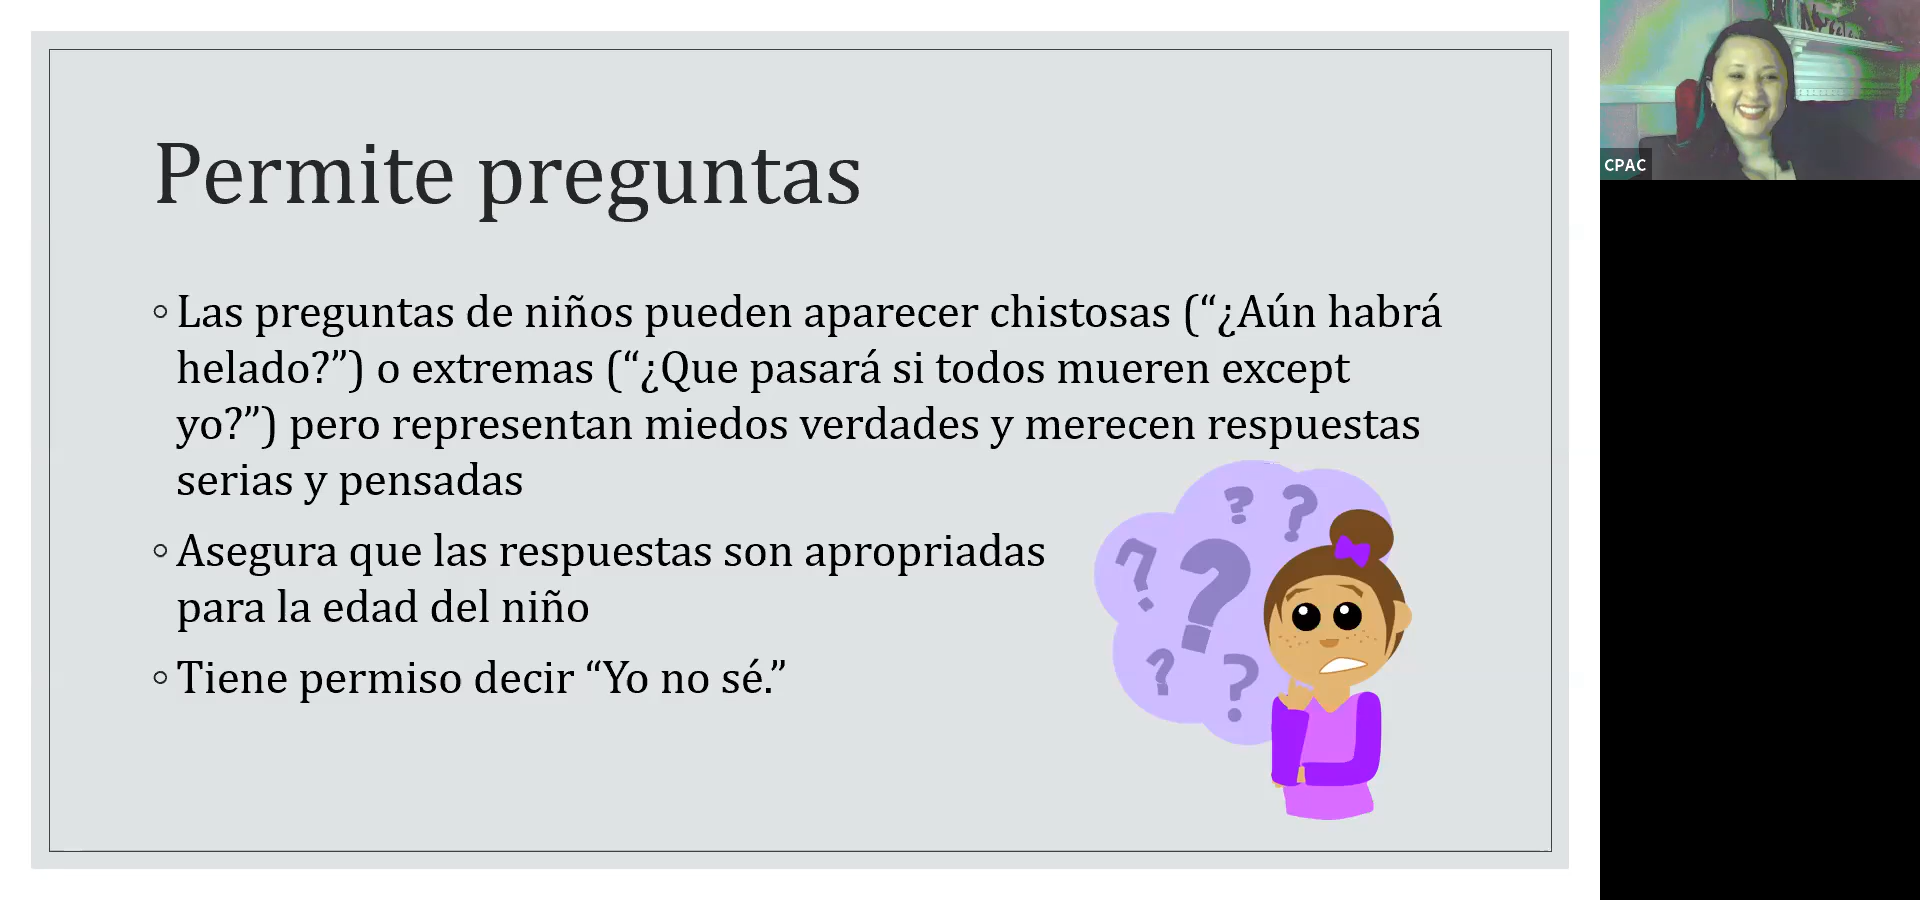 Permite preguntas
Las preguntas de niños pueden aparecer chistosas (“¿Aún habrá
helado?”) o extremas (“¿Que pasará si todos mueren except
yo?”) pero representan miedos verdades y merecen respuestas
serias y pensadas
Asegura que las respuestas son apropriadas
para la edad del niño
Tiene permiso decir “Yo no sé.”
? ? ? ? ? ?
CPAC